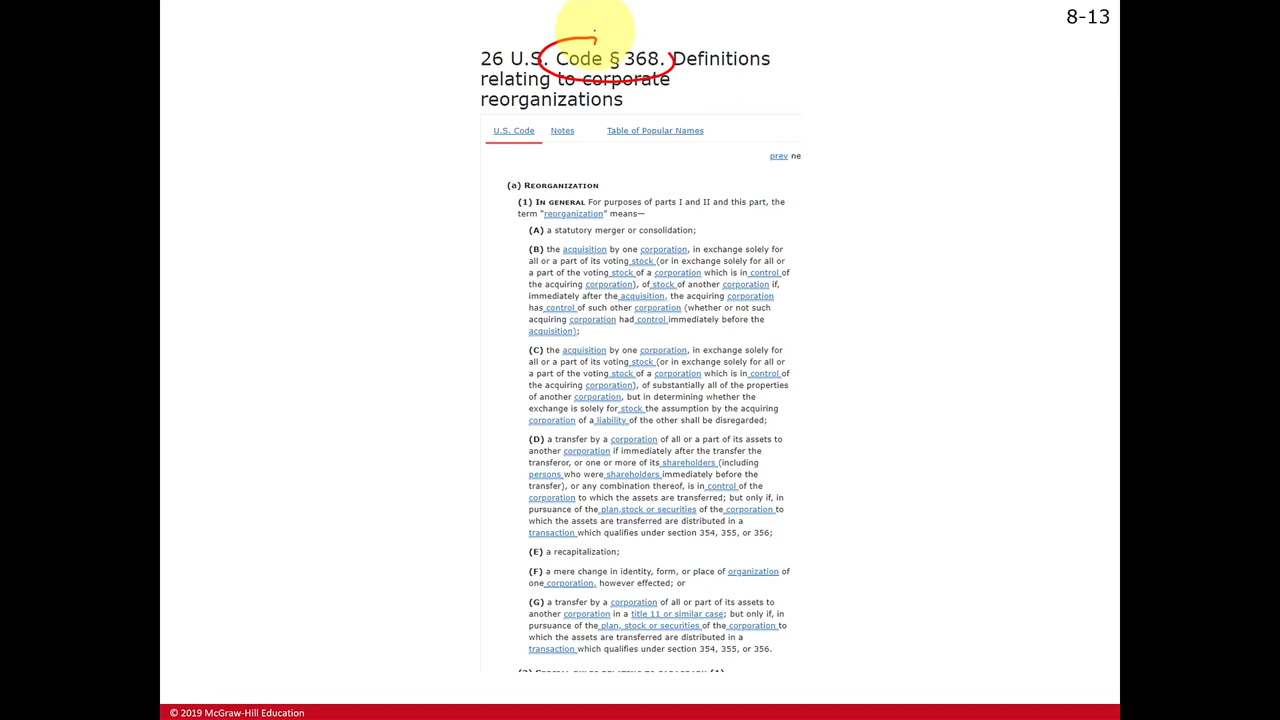 8-13
26 U.S. Code § 368. Definitions
relating to corporate
reorganizations
U.S. Code Notes Table of Popular Names
prev ne
(a) REORGANIZATION
(1) IN GENERAL For purposes of parts I and II and this part, the
term “reorganization” means—
(A) a statutory merger or consolidation;
(B) the acquisition by one corporation, in exchange solely for
all or a part of its voting stock (or in exchange solely for all or
a part of the voting stock of a corporation which is in control of
the acquiring corporation), of stock of another corporation if,
immediately after the acquisition, the acquiring corporation
has control of such other corporation (whether or not such
acquiring corporation had control immediately before the
acquisition);
(C) the acquisition by one corporation, in exchange solely for
all or a part of its voting stock (or in exchange solely for all or
a part of the voting stock of a corporation which is in control of
the acquiring corporation), of substantially all of the properties
of another corporation, but in determining whether the
exchange is solely for stock the assumption by the acquiring
corporation of a liability of the other shall be disregarded;
(D) a transfer by a corporation of all or a part of its assets to
another corporation if immediately after the transfer the
transferor, or one or more of its shareholders (including
persons who were shareholders immediately before the
transfer), or any combination thereof, is in control of the
corporation to which the assets are transferred; but only if, in
pursuance of the plan, stock or securities of the corporation to
which the assets are transferred are distributed in a
transaction which qualifies under section 354, 355, or 356;
(E) a recapitalization;
(F) a mere change in identity, form, or place of organization of
one corporation, however effected; or
(G) a transfer by a corporation of all or part of its assets to
another corporation in a title 11 or similar case; but only if, in
pursuance of the plan, stock or securities of the corporation to
which the assets are transferred are distributed in a
transaction which qualifies under section 354, 355, or 356.
(2) SPECIAL RULES RELATING TO PARAGRAPH (1)
© 2019 McGraw-Hill Education